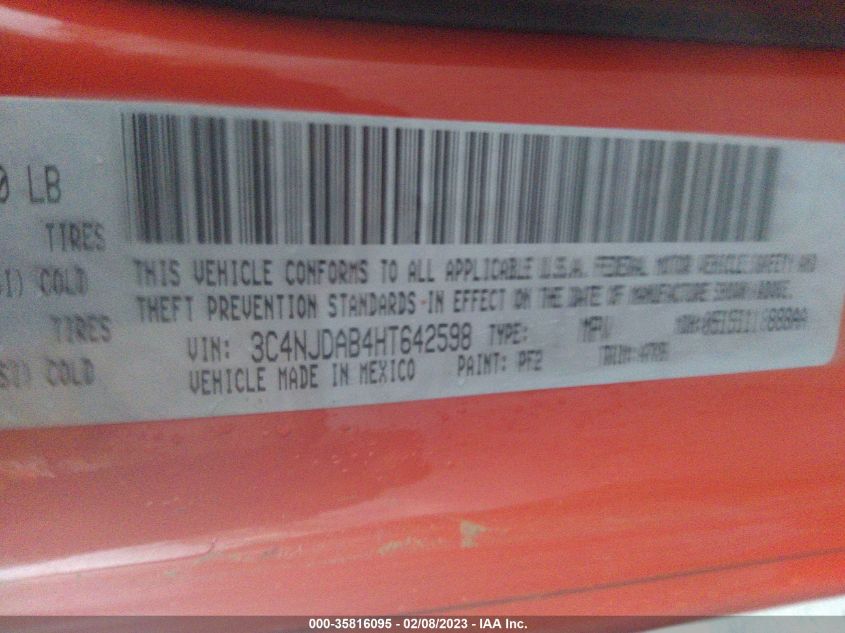 0 LB
TIRES
COLD
TIRES
COLD
THIS VEHICLE CONFORMS TO ALL APPLICABLE U.S.A. FEDERAL MOTOR VEHICLE SAFETY AND
THEFT PREVENTION STANDARDS IN EFFECT ON THE DATE OF MANUFACTURE SHOWN ABOVE.
VIN: 3C4NJDAB4HT642598 TYPE: MPV
VEHICLE MADE IN MEXICO PAINT: PF2 TRIM:
000-35816095 - 02/08/2023 - IAA Inc.